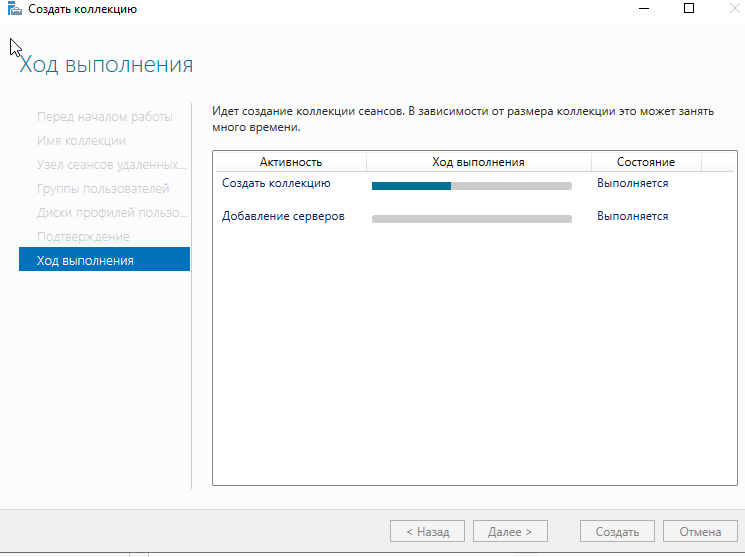 Создать коллекцию
Ход выполнения
Перед началом работы
Имя коллекции
Узел сеансов удаленных...
Группы пользователей
Диски профилей пользо...
Подтверждение
Ход выполнения
Идет создание коллекции сеансов. В зависимости от размера коллекции это может занять
много времени.
Активность Ход выполнения Состояние
Создать коллекцию Выполняется
Добавление серверов Выполняется
< Назад Далее > Создать Отмена